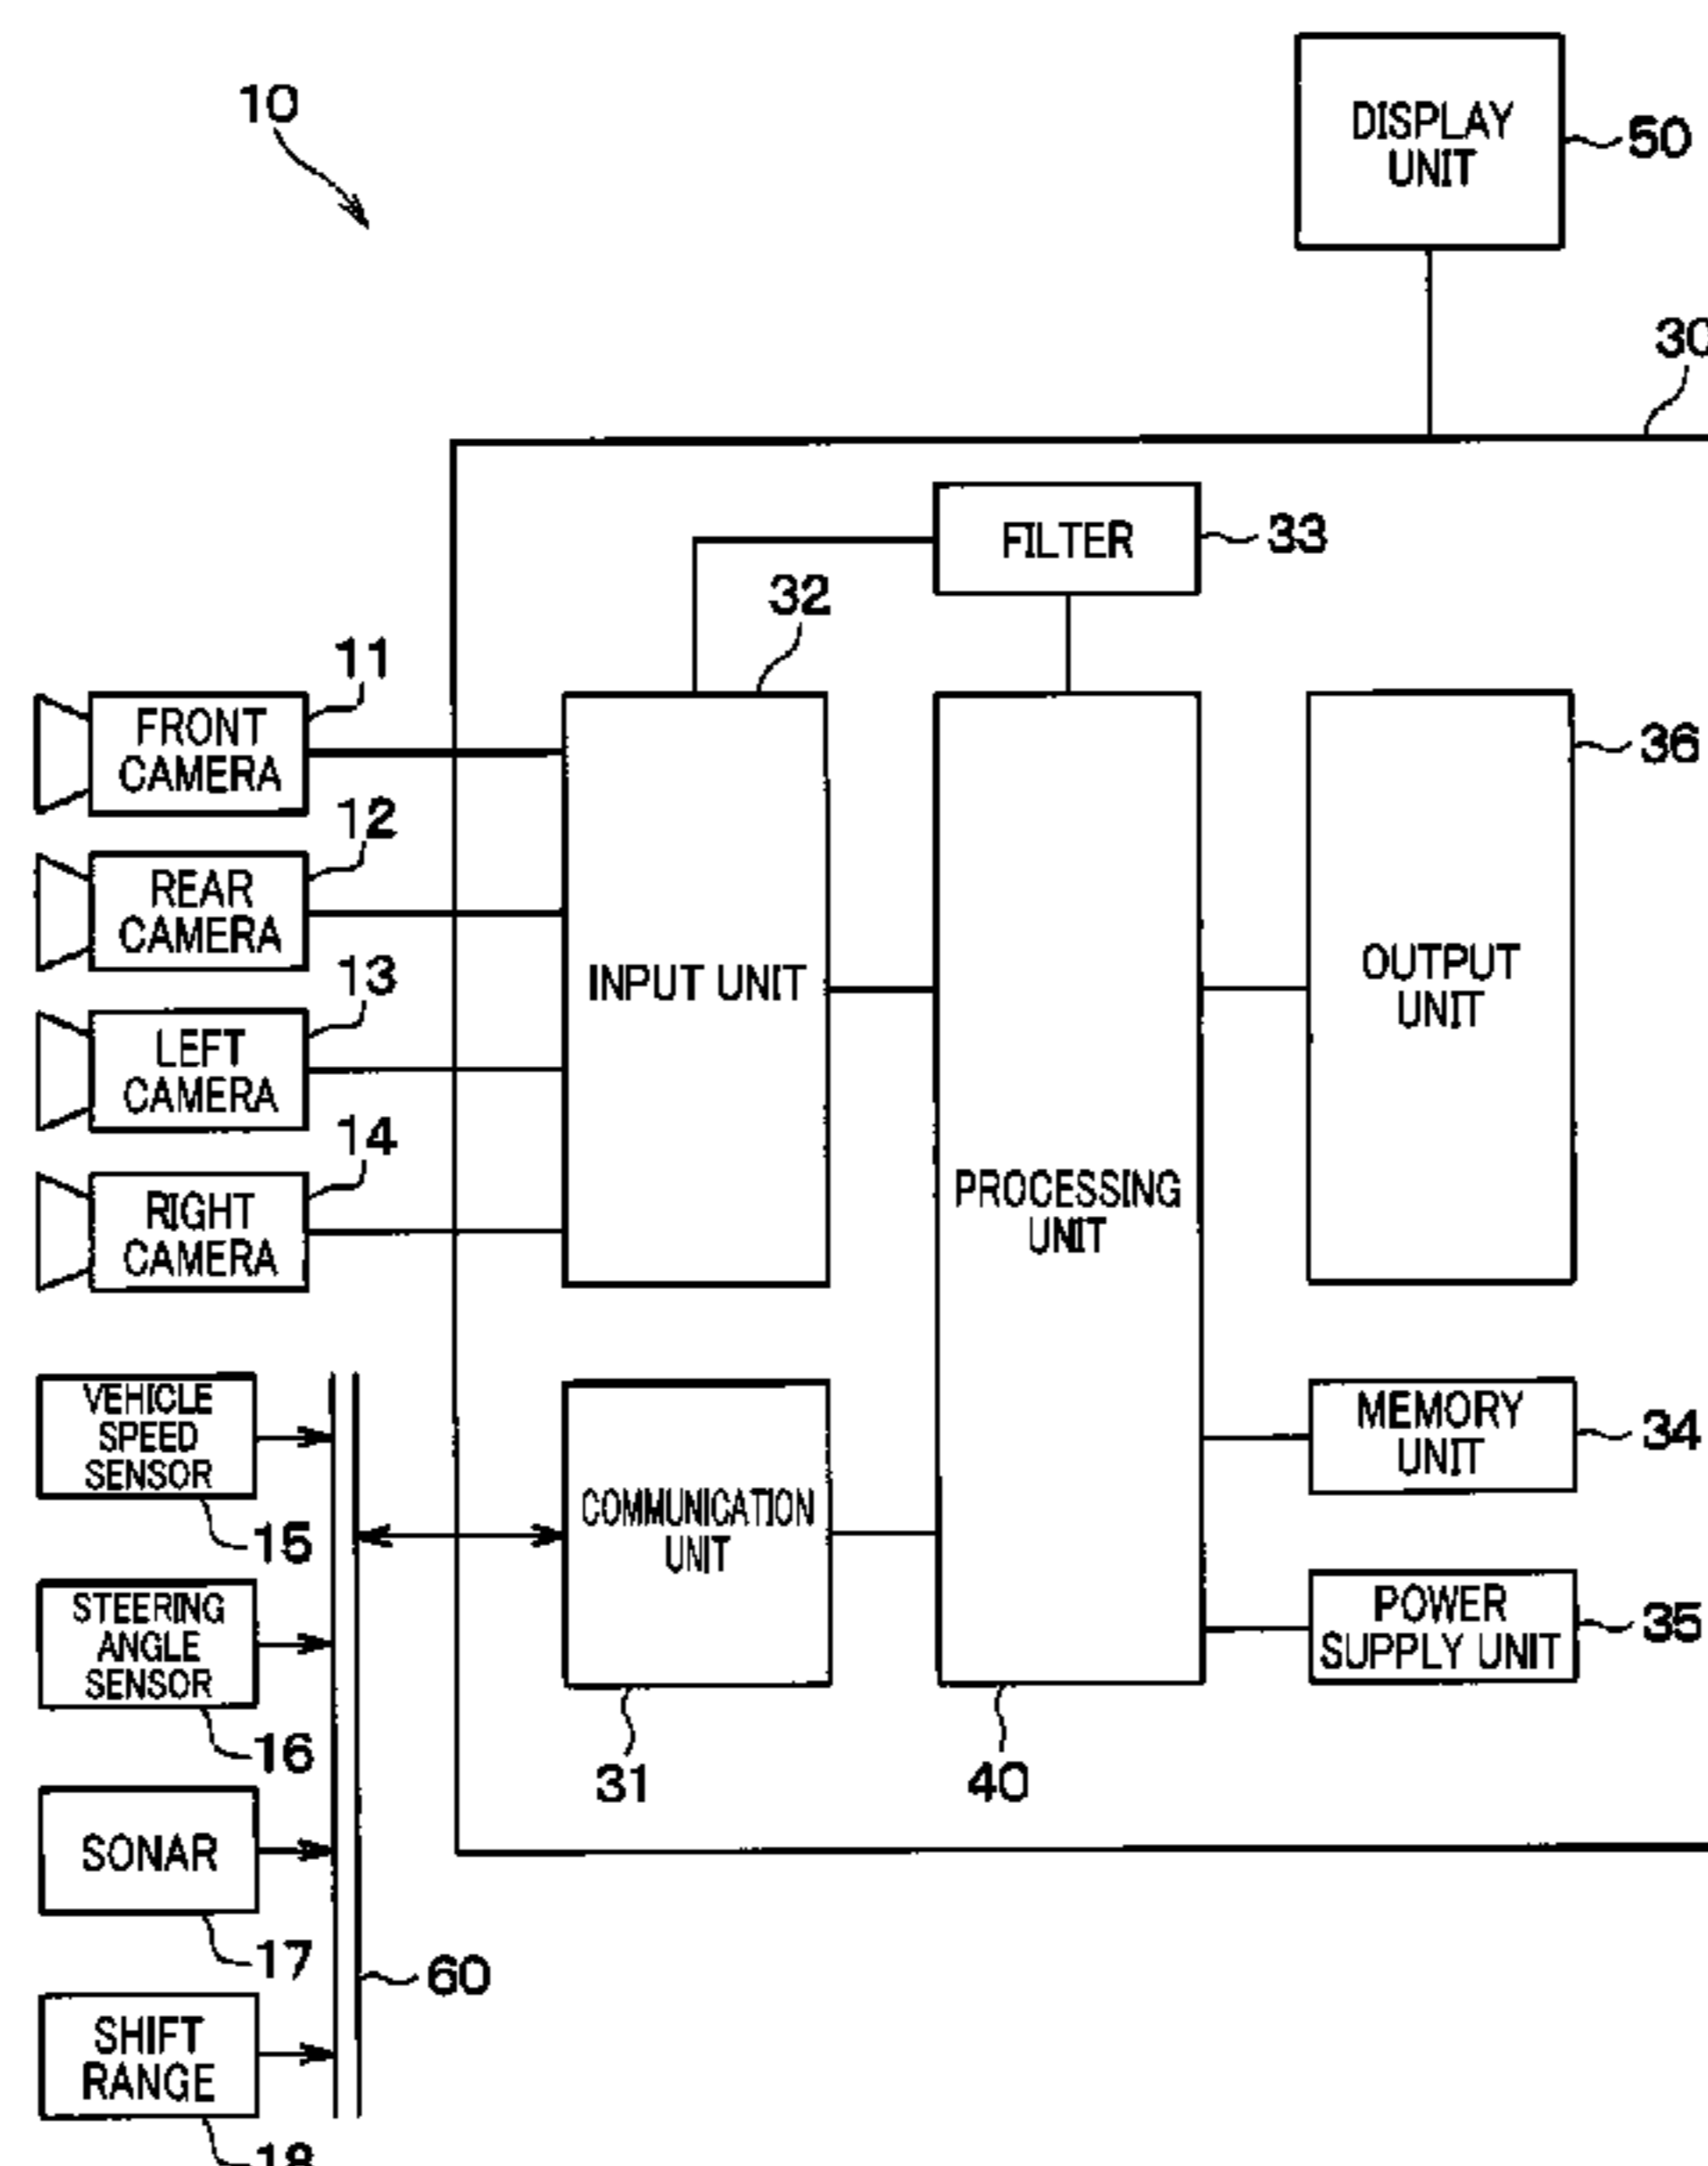 10
DISPLAY
UNIT
50
30
FILTER
33
32
11
FRONT
CAMERA
36
12
REAR
CAMERA
13
INPUT UNIT
OUTPUT
UNIT
LEFT
CAMERA
14
PROCESSING
UNIT
RIGHT
CAMERA
VEHICLE
SPEED
SENSOR
15
MEMORY
UNIT
34
COMMUNICATION
UNIT
STEERING
ANGLE
SENSOR
16
POWER
SUPPLY UNIT
35
31
40
SONAR
17
60
SHIFT
RANGE
18